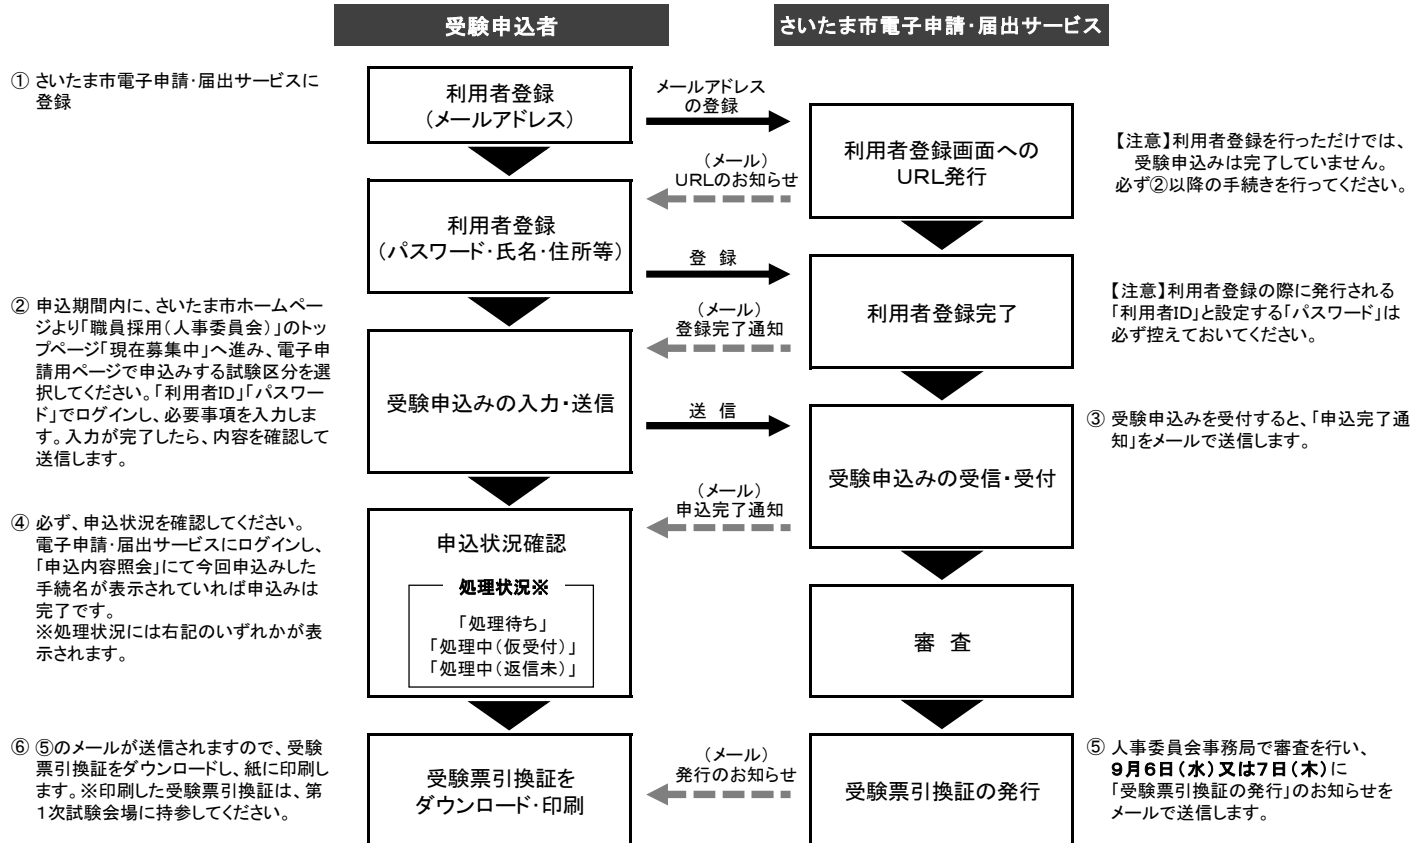 受験申込者
さいたま市電子申請・届出サービス
① さいたま市電子申請・届出サービスに
登録
利用者登録
（メールアドレス）
メールアドレス
の登録
利用者登録画面への
ＵＲＬ発行
【注意】利用者登録を行っただけでは、
受験申込みは完了していません。
必ず②以降の手続きを行ってください。
（メール）
ＵＲＬのお知らせ
利用者登録
（パスワード・氏名・住所等）
登　録
利用者登録完了
【注意】利用者登録の際に発行される
「利用者ID」と設定する「パスワード」は
必ず控えておいてください。
（メール）
登録完了通知
② 申込期間内に、さいたま市ホームペー
ジより「職員採用（人事委員会）」のトッ
プページ「現在募集中」へ進み、電子申
請用ページで申込みする試験区分を選
択してください。「利用者ID」「パスワー
ド」でログインし、必要事項を入力しま
す。入力が完了したら、内容を確認して
送信します。
受験申込みの入力・送信
送　信
受験申込みの受信・受付
③ 受験申込みを受付すると、「申込完了通
知」をメールで送信します。
（メール）
申込完了通知
④ 必ず、申込状況を確認してください。
電子申請・届出サービスにログインし、
「申込内容照会」にて今回申込みした
手続名が表示されていれば申込みは
完了です。
※処理状況には右記のいずれかが表
示されます。
申込状況確認
処理状況※
「処理待ち」
「処理中（仮受付）」
「処理中（返信未）」
審　査
⑥ ⑤のメールが送信されますので、受験
票引換証をダウンロードし、紙に印刷し
ます。※印刷した受験票引換証は、第
１次試験会場に持参してください。
受験票引換証を
ダウンロード・印刷
（メール）
発行のお知らせ
受験票引換証の発行
⑤ 人事委員会事務局で審査を行い、
９月６日（水）又は７日（木）に
「受験票引換証の発行」のお知らせを
メールで送信します。